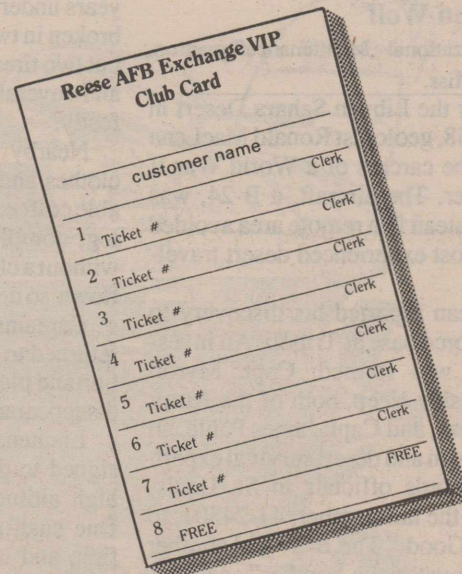 Reese AFB Exchange VIP
Club Card
customer name
1 Ticket # Clerk
2 Ticket # Clerk
3 Ticket # Clerk
4 Ticket # Clerk
5 Ticket # Clerk
6 Ticket # Clerk
7 Ticket # Clerk
8 FREE FREE